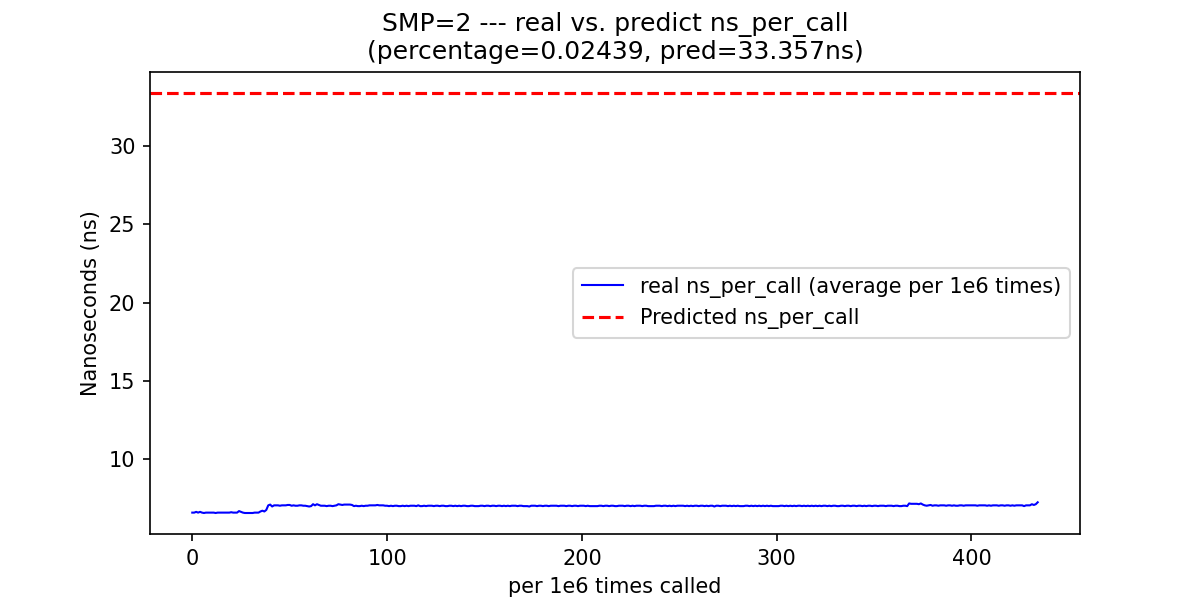 SMP=2 --- real vs. predict ns_per_call
(percentage=0.02439, pred=33.357ns)
Nanoseconds (ns)
30
25
20
15
10
real ns_per_call (average per 1e6 times)
Predicted ns_per_call
0
100
200
300
400
per 1e6 times called